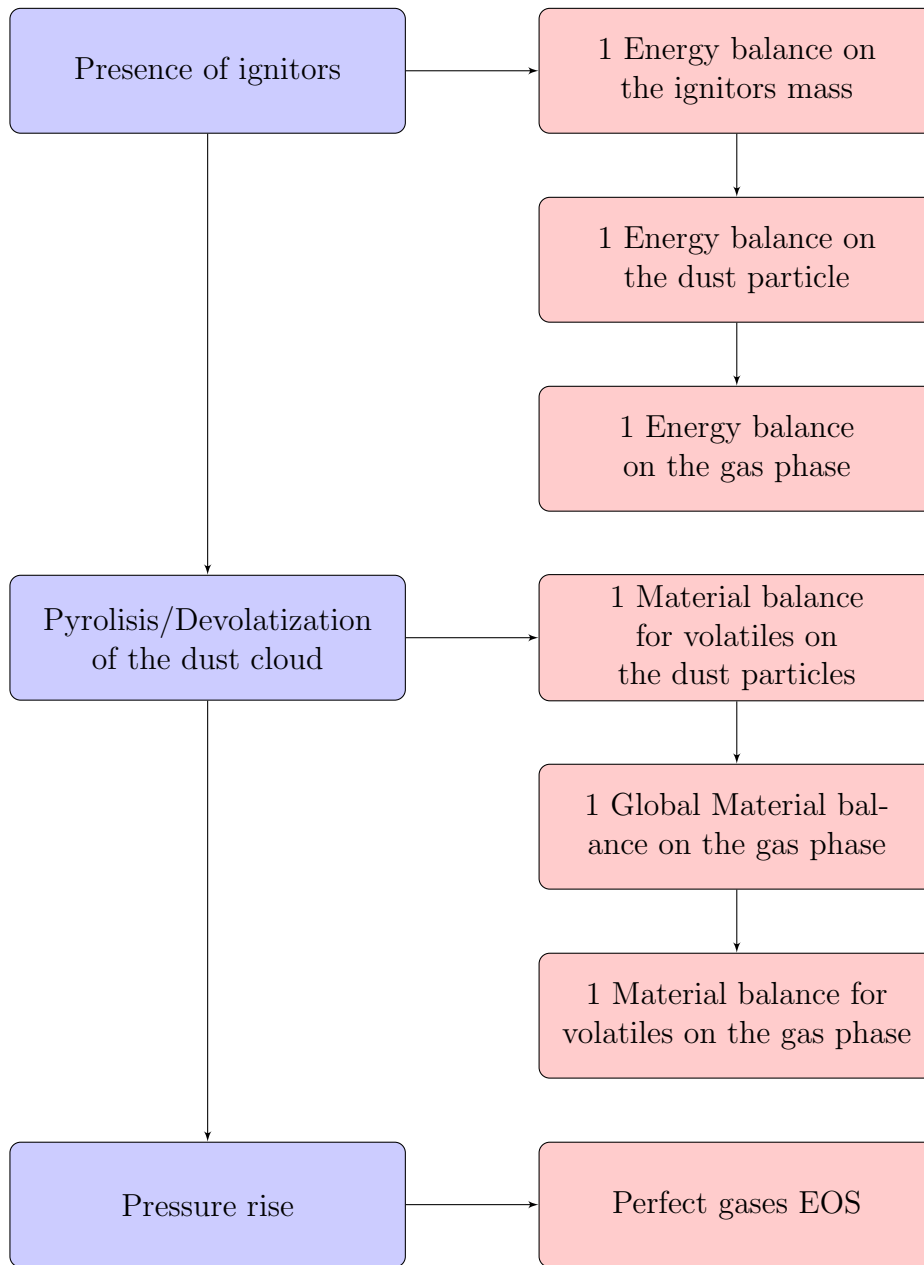 Presence of ignitors
1 Energy balance on
the ignitors mass
1 Energy balance on
the dust particle
1 Energy balance
on the gas phase
Pyrolisis/Devolatization
of the dust cloud
1 Material balance
for volatiles on
the dust particles
1 Global Material bal-
ance on the gas phase
1 Material balance for
volatiles on the gas phase
Pressure rise
Perfect gases EOS